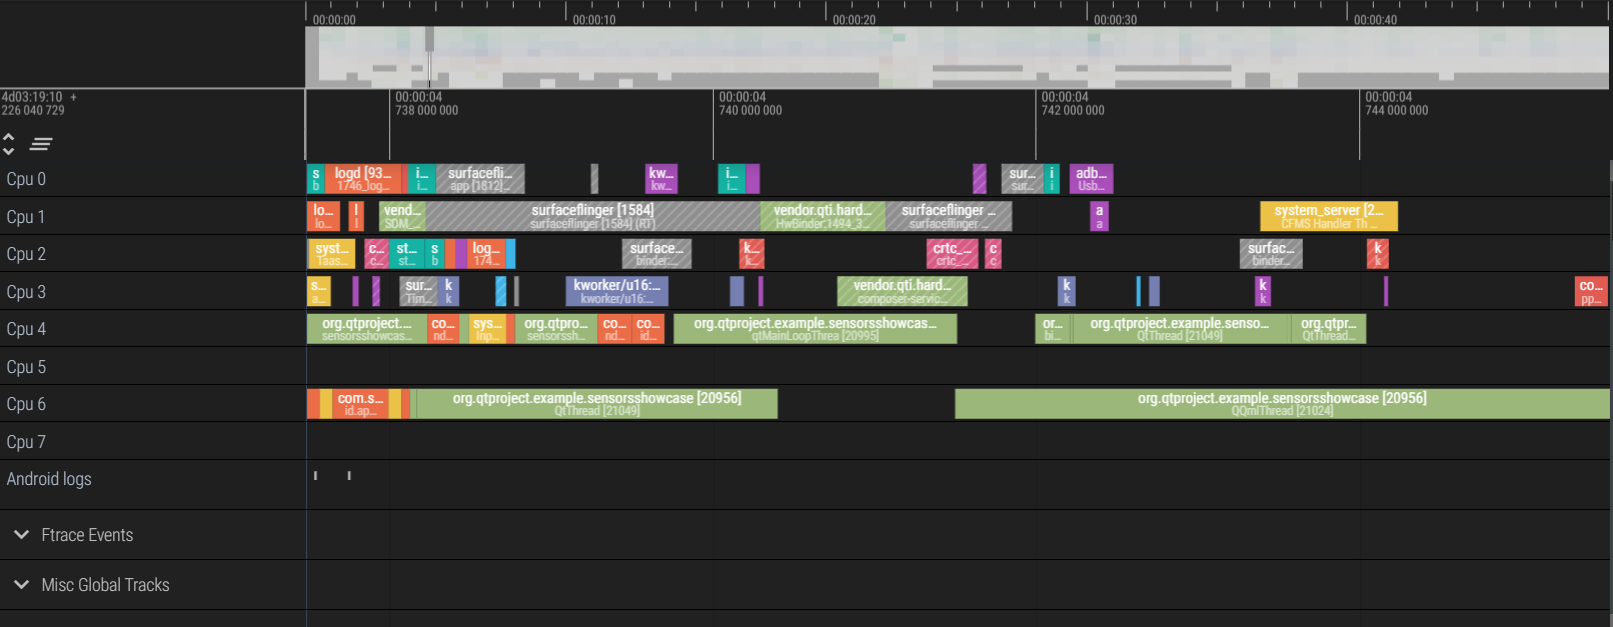 00:00:00 00:00:10 00:00:20 00:00:30 00:00:40
4d03:19:10 + 00:00:04 00:00:04 00:00:04 00:00:04
226 040 729 738 000 000 740 000 000 742 000 000 744 000 000
Cpu 0 s logd [93... i... surfacefli... kw... i... sur... i adb...
b 1746_log... i... app [1812]... kw... i... sur... i Usb...
Cpu 1 lo... l vend... surfaceflinger [1584] vendor.qti.hard... surfaceflinger ... a system_server [2...
lo... l SDM_... surfaceflinger [1584] (RT) HwBinder:1494_3... surfaceflinger ... a CFMS Handler Th ...
Cpu 2 syst... c... st... s log... surface... k... crtc_... c surfac... k
Taas... c... st... b 174... binder:... k... crtc_... c binder... k
Cpu 3 s... sur... k kworker/u16:... vendor.qti.hard... k k co...
a... Tim... k kworker/u16:... composer-servic... k k pp...
Cpu 4 org.qtproject.... co... sys... org.qtpro... co... co... org.qtproject.example.sensorsshowcas... or... org.qtproject.example.senso... org.qtpr...
sensorsshowcas... nd... Inp... sensorssh... nd... id... qtMainLoopThrea [20995] bi... QtThread [21049] QtThread...
Cpu 5
Cpu 6 com.s... org.qtproject.example.sensorsshowcase [20956] org.qtproject.example.sensorsshowcase [20956]
id.ap... QtThread [21049] QQmlThread [21024]
Cpu 7
Android logs
Ftrace Events
Misc Global Tracks